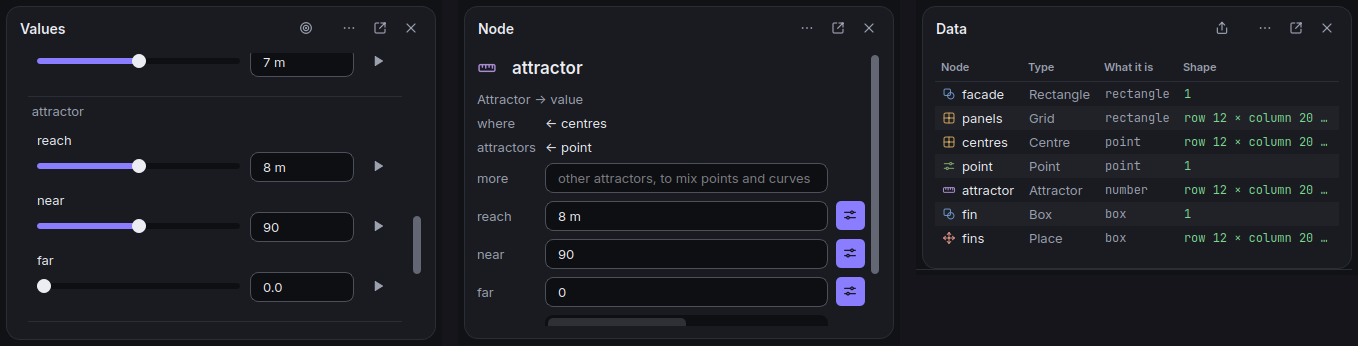 Values
7 m
attractor
reach
8 m
near
90
far
0.0
Node
attractor
Attractor → value
where ← centres
attractors ← point
more other attractors, to mix points and curves
reach 8 m
near 90
far 0
Data
Node Type What it is Shape
facade Rectangle rectangle 1
panels Grid rectangle row 12 × column 20 …
centres Centre point row 12 × column 20 …
point Point point 1
attractor Attractor number row 12 × column 20 …
fin Box box 1
fins Place box row 12 × column 20 …